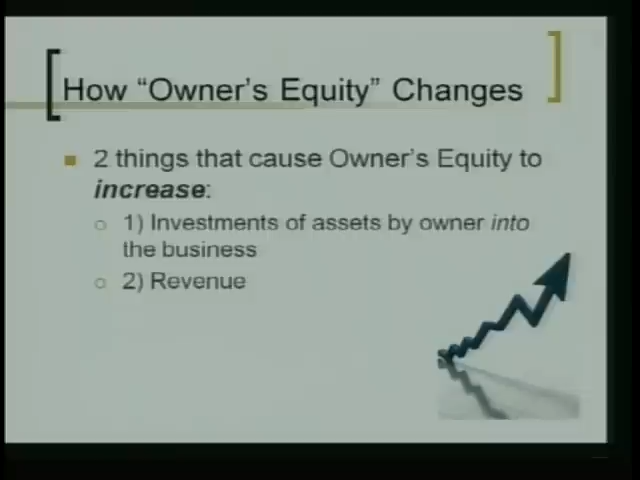 How “Owner’s Equity” Changes
2 things that cause Owner’s Equity to
increase:
1) Investments of assets by owner into
the business
2) Revenue